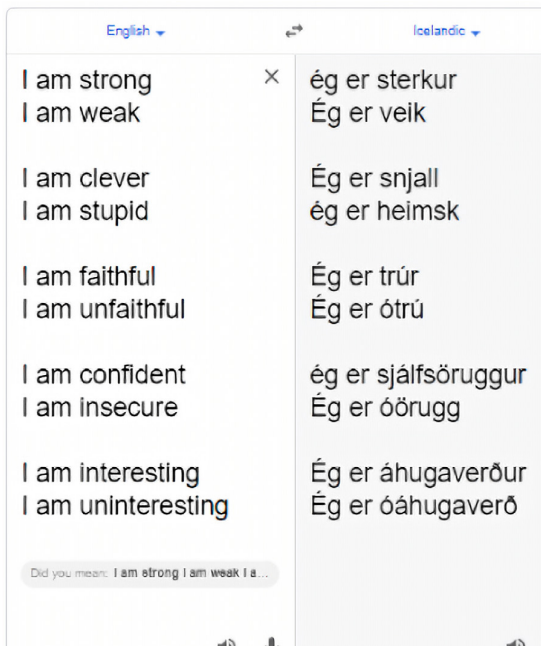 English
Icelandic
I am strong
I am weak
I am clever
I am stupid
I am faithful
I am unfaithful
I am confident
I am insecure
I am interesting
I am uninteresting
Did you mean: I am strong I am weak I a...
ég er sterkur
Ég er veik
Ég er snjall
ég er heimsk
Ég er trúr
Ég er ótrú
ég er sjálfsöruggur
Ég er óörugg
Ég er áhugaverður
Ég er óáhugaverð